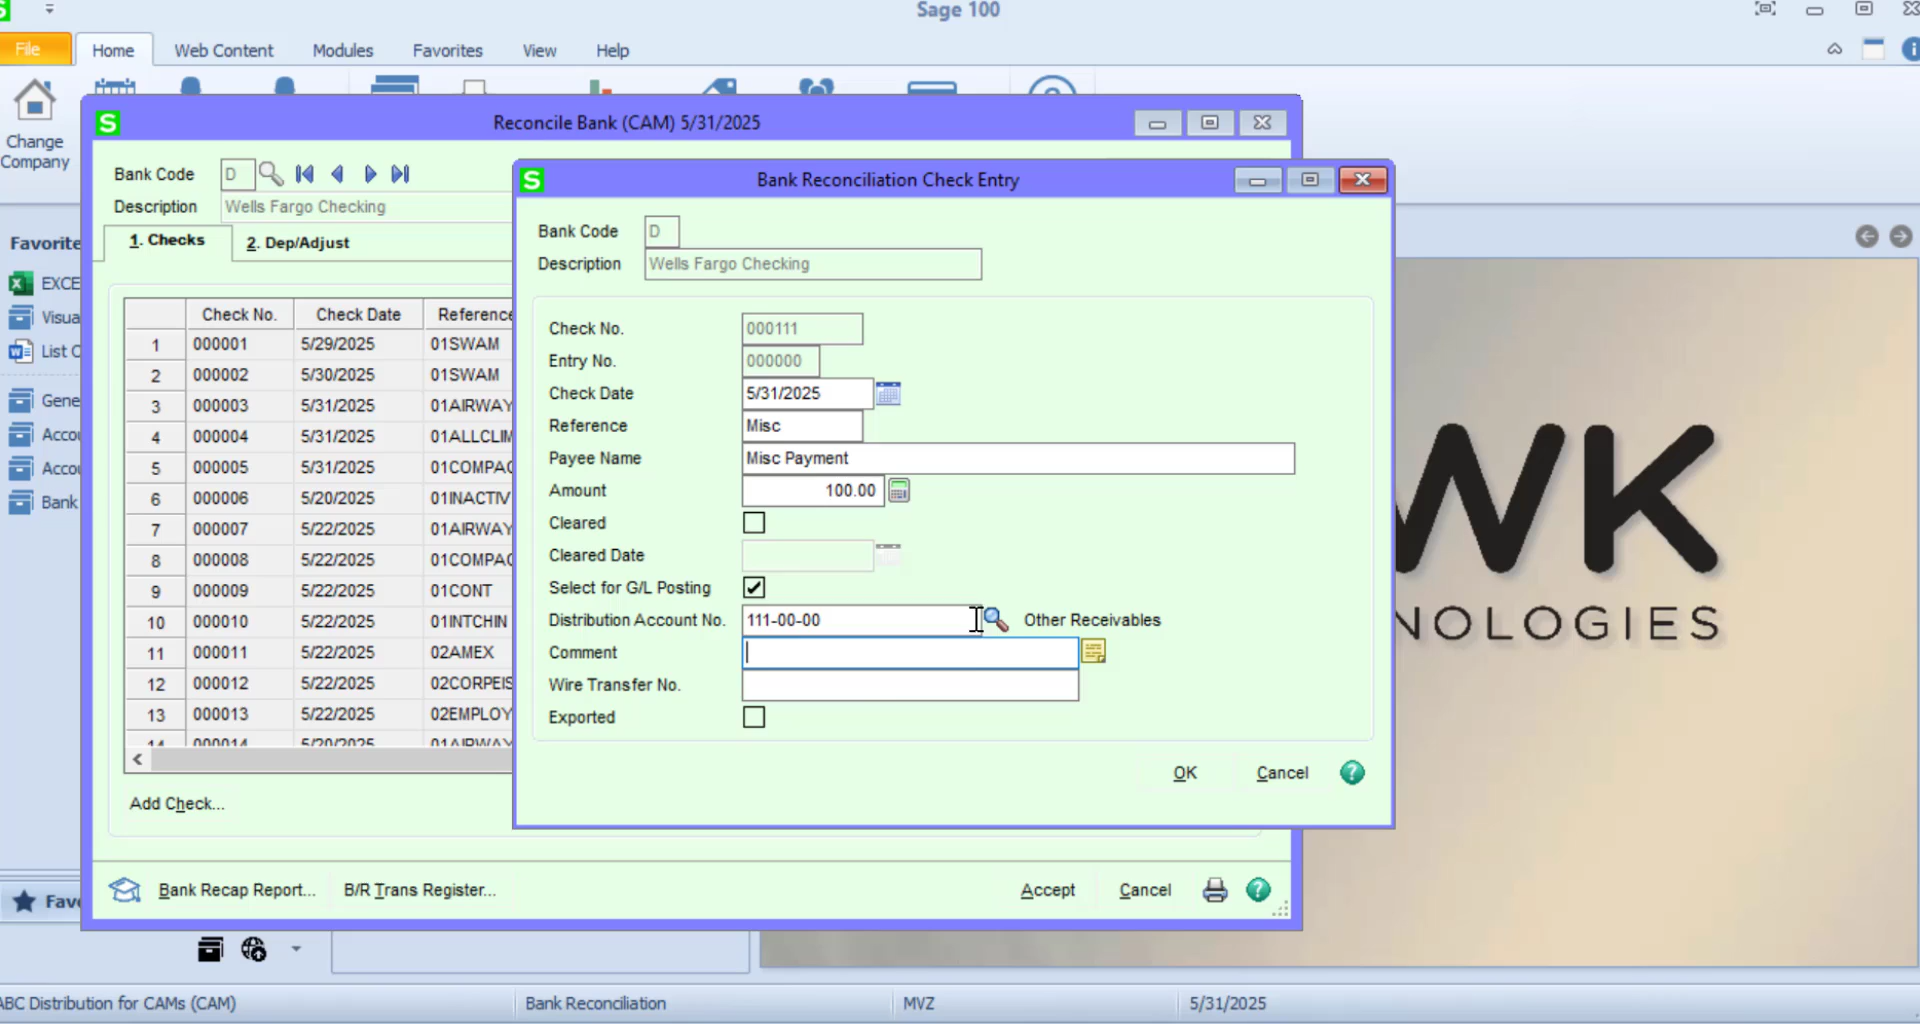 Sage 100
File Home Web Content Modules Favorites View Help
Change
Company
Reconcile Bank (CAM) 5/31/2025
Bank Code D
Description Wells Fargo Checking
1. Checks 2. Dep/Adjust
Check No. Check Date Reference
1 000001 5/29/2025 01SWAM
2 000002 5/30/2025 01SWAM
3 000003 5/31/2025 01AIRWAY
4 000004 5/31/2025 01ALLCLIM
5 000005 5/31/2025 01COMPAC
6 000006 5/20/2025 01INACTIV
7 000007 5/22/2025 01AIRWAY
8 000008 5/22/2025 01COMPAC
9 000009 5/22/2025 01CONT
10 000010 5/22/2025 01INTCHIN
11 000011 5/22/2025 02AMEX
12 000012 5/22/2025 02CORPEIS
13 000013 5/22/2025 02EMPLOY
14 000014 5/20/2025 01AIRWAY
Add Check...
Bank Recap Report... B/R Trans Register... Accept Cancel
Bank Reconciliation Check Entry
Bank Code D
Description Wells Fargo Checking
Check No. 000111
Entry No. 000000
Check Date 5/31/2025
Reference Misc
Payee Name Misc Payment
Amount 100.00
Cleared
Cleared Date
Select for G/L Posting
Distribution Account No. 111-00-00 Other Receivables
Comment
Wire Transfer No.
Exported
OK Cancel
Favorite
EXCE
Visua
List C
Gene
Accou
Accou
Bank
Fav
WK
NOLOGIES
ABC Distribution for CAMs (CAM) Bank Reconciliation MVZ 5/31/2025